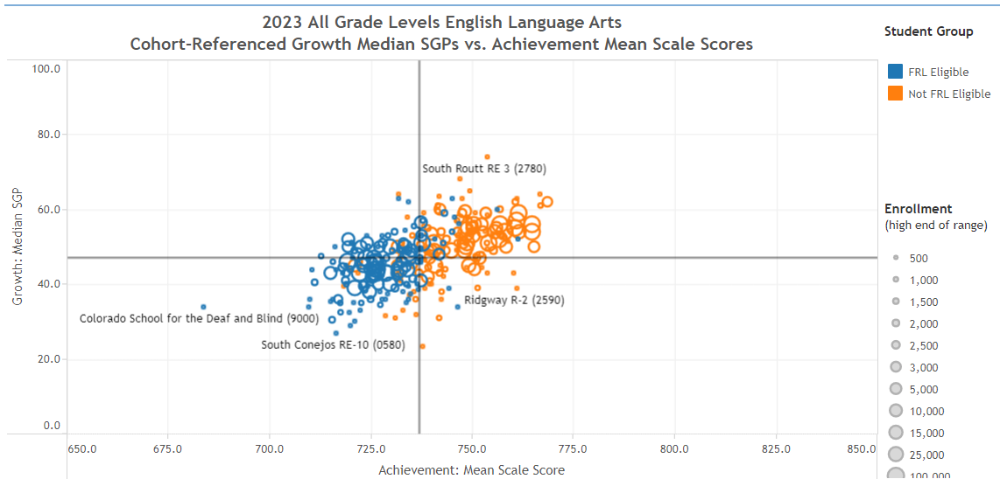 2023 All Grade Levels English Language Arts
Cohort-Referenced Growth Median SGPs vs. Achievement Mean Scale Scores
Student Group
FRL Eligible
Not FRL Eligible
100.0
80.0
60.0
40.0
20.0
0.0
Growth: Median SGP
South Routt RE 3 (2780)
Ridgway R-2 (2590)
Colorado School for the Deaf and Blind (9000)
South Conejos RE-10 (0580)
650.0 675.0 700.0 725.0 750.0 775.0 800.0 825.0 850.0
Achievement: Mean Scale Score
Enrollment
(high end of range)
500
1,000
1,500
2,000
2,500
3,000
5,000
10,000
15,000
25,000
100,000